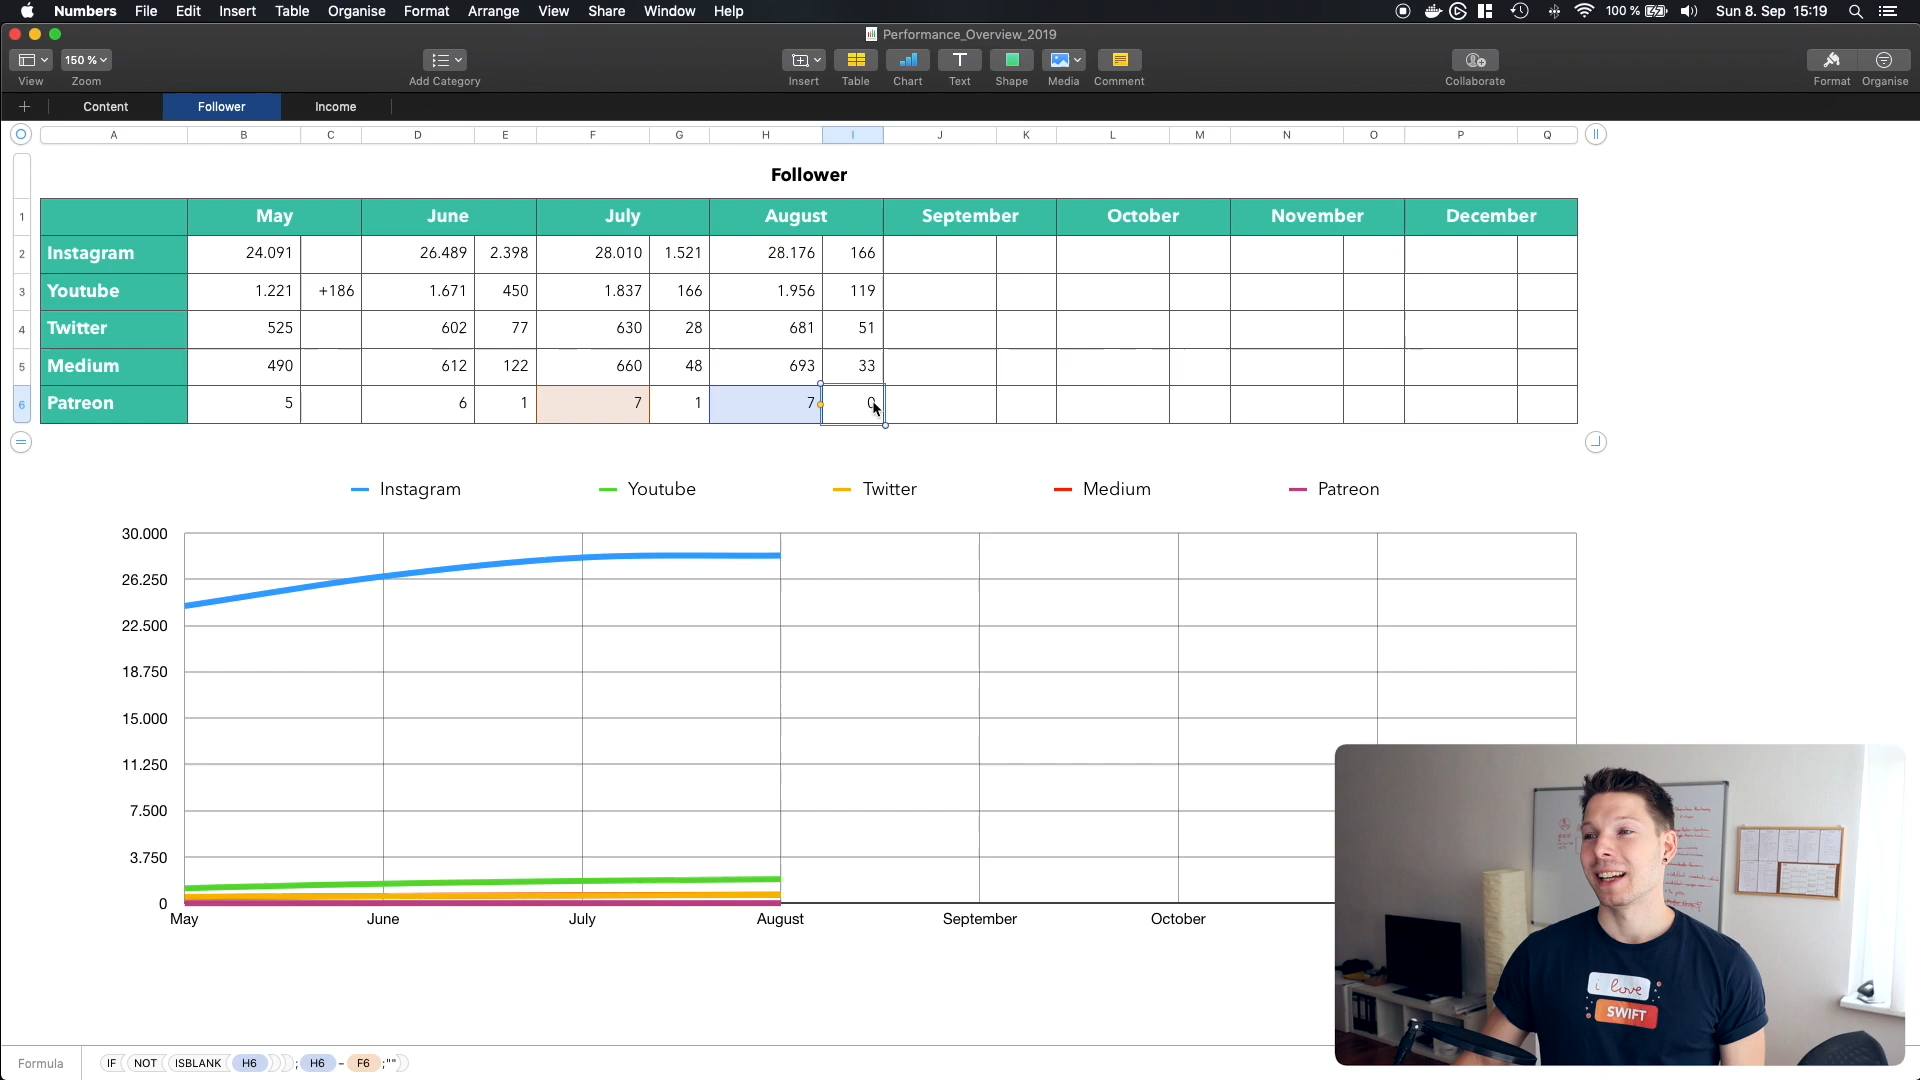 Numbers File Edit Insert Table Organise Format Arrange View Share Window Help 100 % Sun 8. Sep 15:19
Performance_Overview_2019
150 %
View Zoom Add Category Insert Table Chart Text Shape Media Comment Collaborate Format Organise
Content Follower Income
A B C D E F G H I J K L M N O P Q
Follower
1 May June July August September October November December
2 Instagram 24.091 26.489 2.398 28.010 1.521 28.176 166
3 Youtube 1.221 +186 1.671 450 1.837 166 1.956 119
4 Twitter 525 602 77 630 28 681 51
5 Medium 490 612 122 660 48 693 33
6 Patreon 5 6 1 7 1 7 0
Instagram Youtube Twitter Medium Patreon
30.000
26.250
22.500
18.750
15.000
11.250
7.500
3.750
0
May June July August September October
i love
SWIFT
Formula IF NOT ISBLANK H6 ; H6 - F6 ;""